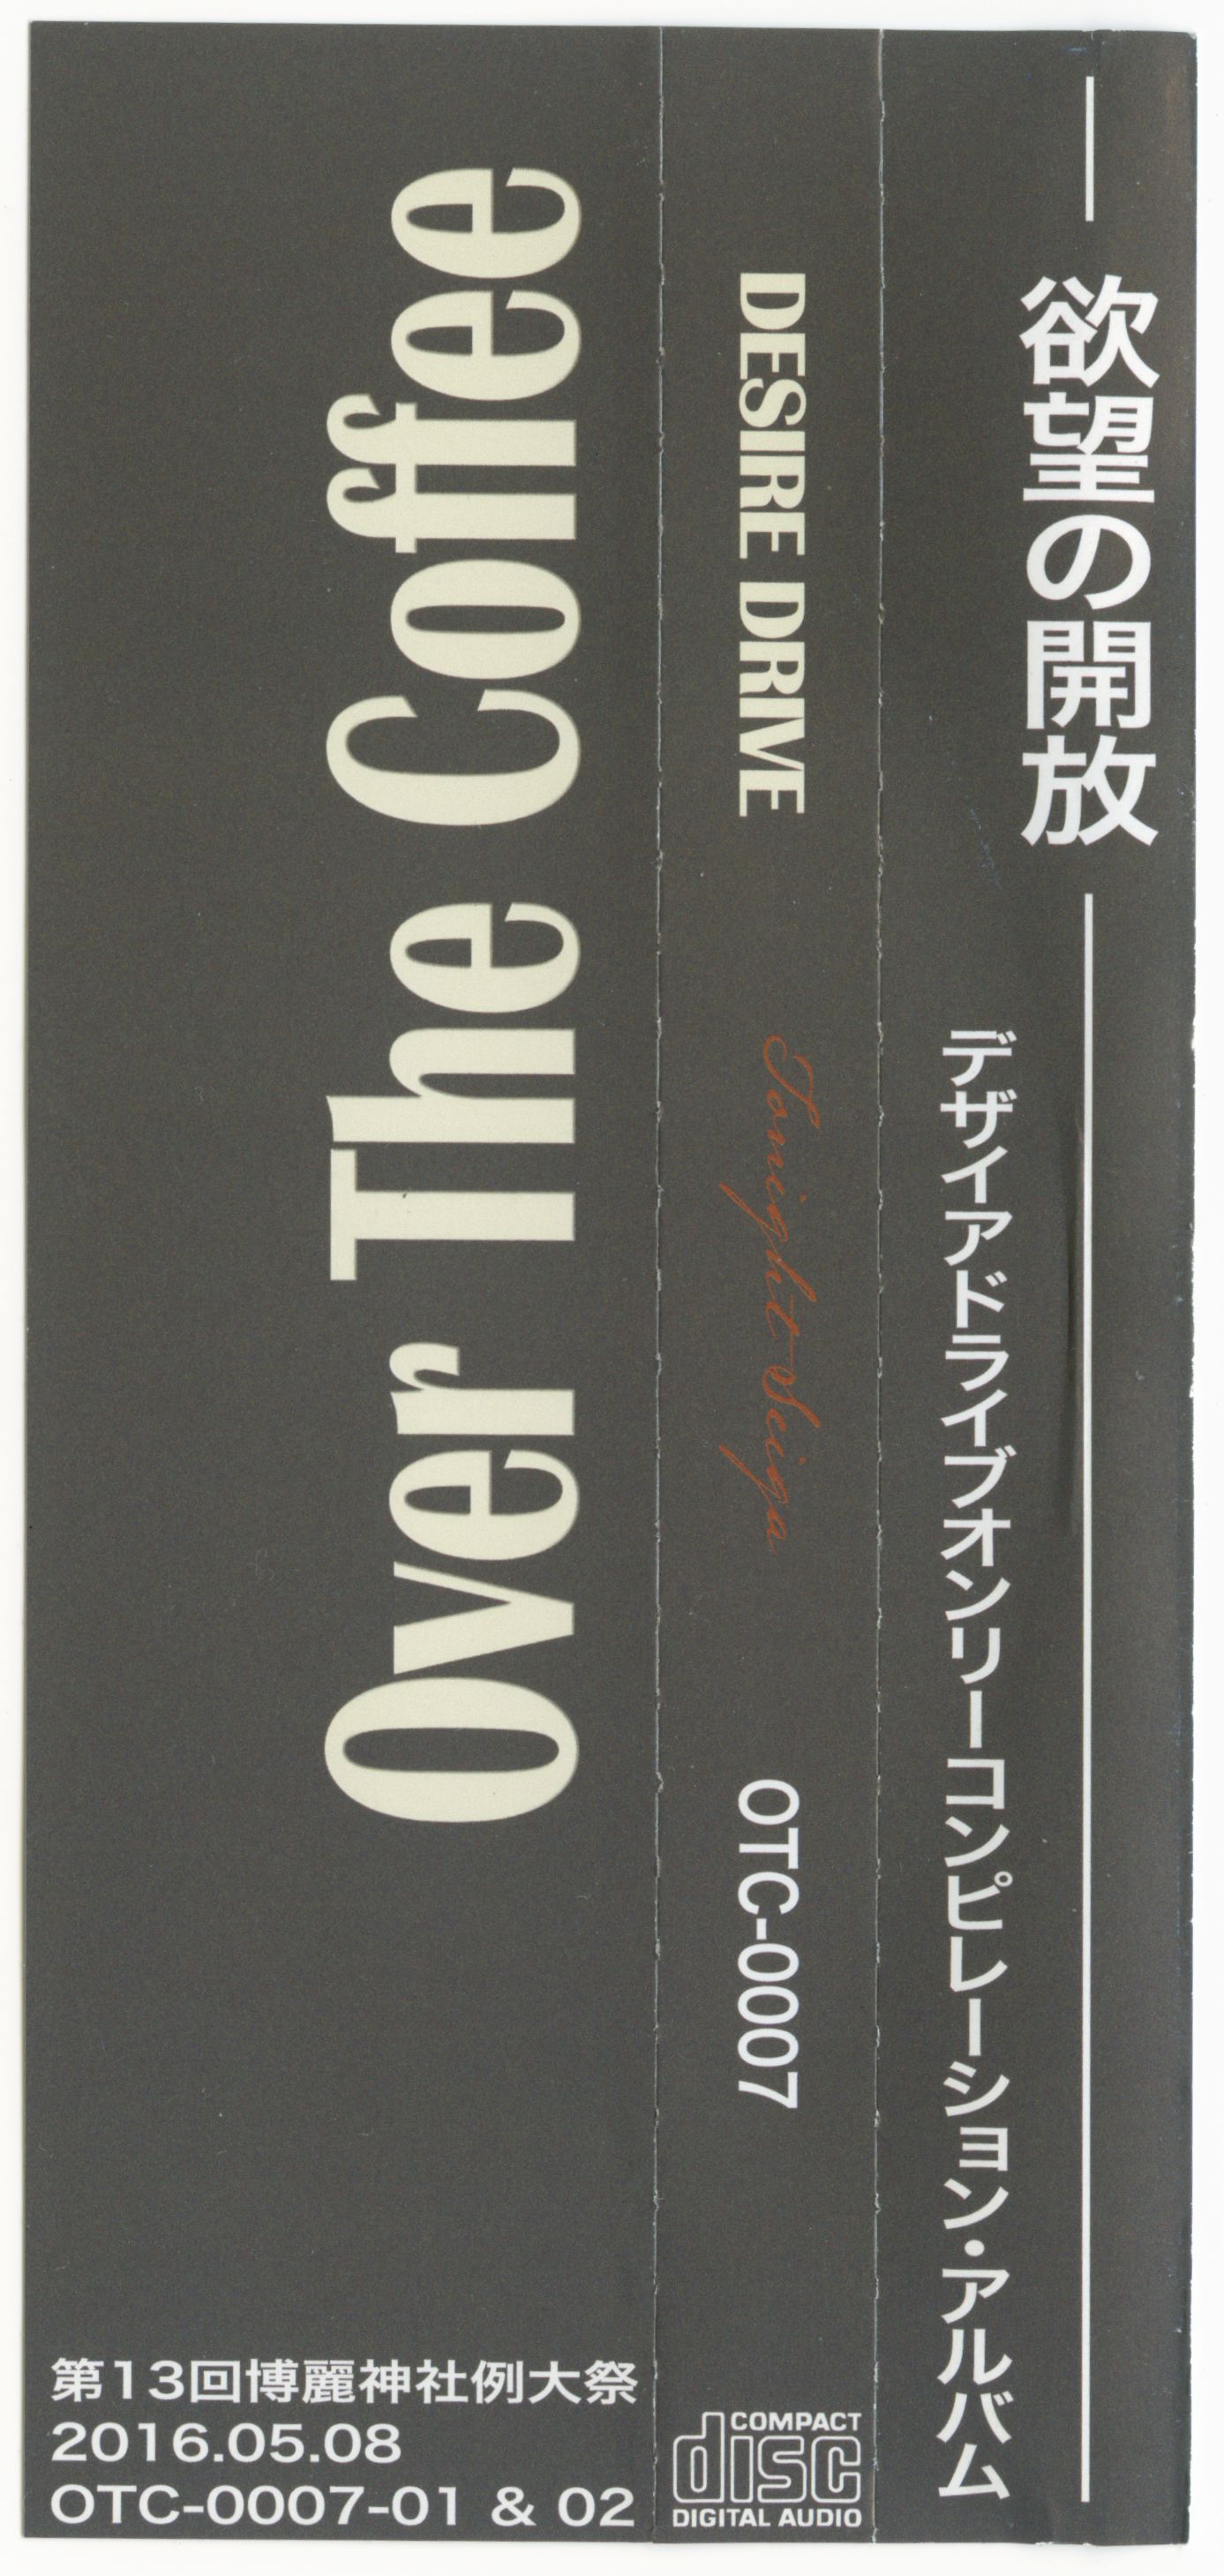 欲望の開放
デザイアドライブオンリーコンピレーション・アルバム
DESIRE DRIVE
Tonight Seiga
OTC-0007
COMPACT
disc
DIGITAL AUDIO
Over The Coffee
第13回博麗神社例大祭
2016.05.08
OTC-0007-01 & 02